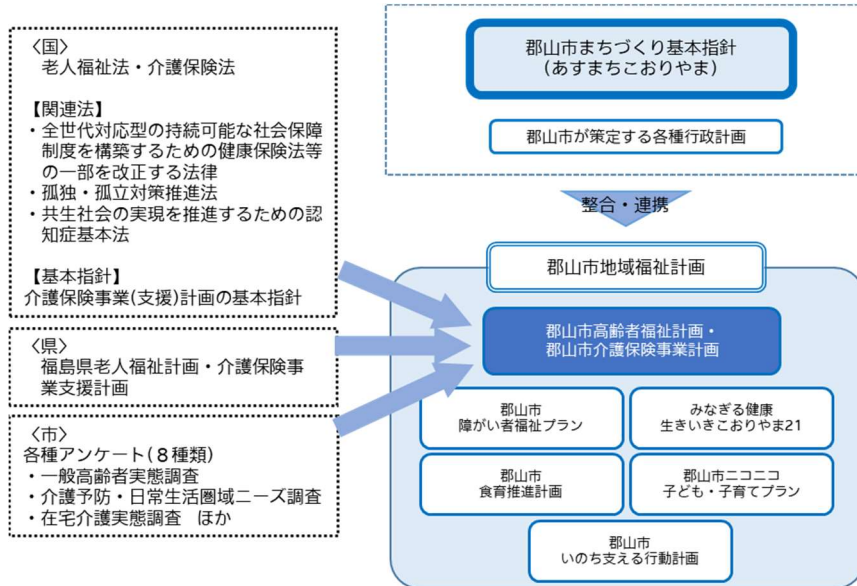 〈国〉
老人福祉法・介護保険法
【関連法】
・全世代対応型の持続可能な社会保障
制度を構築するための健康保険法等
の一部を改正する法律
・孤独・孤立対策推進法
・共生社会の実現を推進するための認
知症基本法
【基本指針】
介護保険事業(支援)計画の基本指針
〈県〉
福島県老人福祉計画・介護保険事
業支援計画
〈市〉
各種アンケート(８種類)
・一般高齢者実態調査
・介護予防・日常生活圏域ニーズ調査
・在宅介護実態調査　ほか
郡山市まちづくり基本指針
(あすまちこおりやま)
郡山市が策定する各種行政計画
整合・連携
郡山市地域福祉計画
郡山市高齢者福祉計画・
郡山市介護保険事業計画
郡山市
障がい者福祉プラン
みなぎる健康
生きいきこおりやま21
郡山市
食育推進計画
郡山市ニコニコ
子ども・子育てプラン
郡山市
いのち支える行動計画